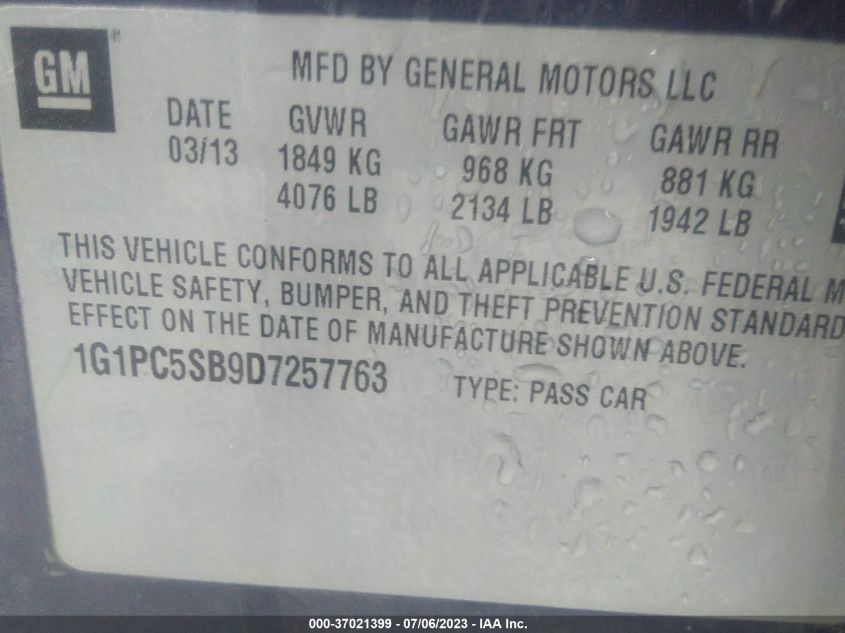 GM®
MFD BY GENERAL MOTORS LLC
DATE GVWR GAWR FRT GAWR RR
03/13 1849 KG 968 KG 881 KG
4076 LB 2134 LB 1942 LB
THIS VEHICLE CONFORMS TO ALL APPLICABLE U.S. FEDERAL M
VEHICLE SAFETY, BUMPER, AND THEFT PREVENTION STANDARD
EFFECT ON THE DATE OF MANUFACTURE SHOWN ABOVE.
1G1PC5SB9D7257763 TYPE: PASS CAR
000-37021399 - 07/06/2023 - IAA Inc.